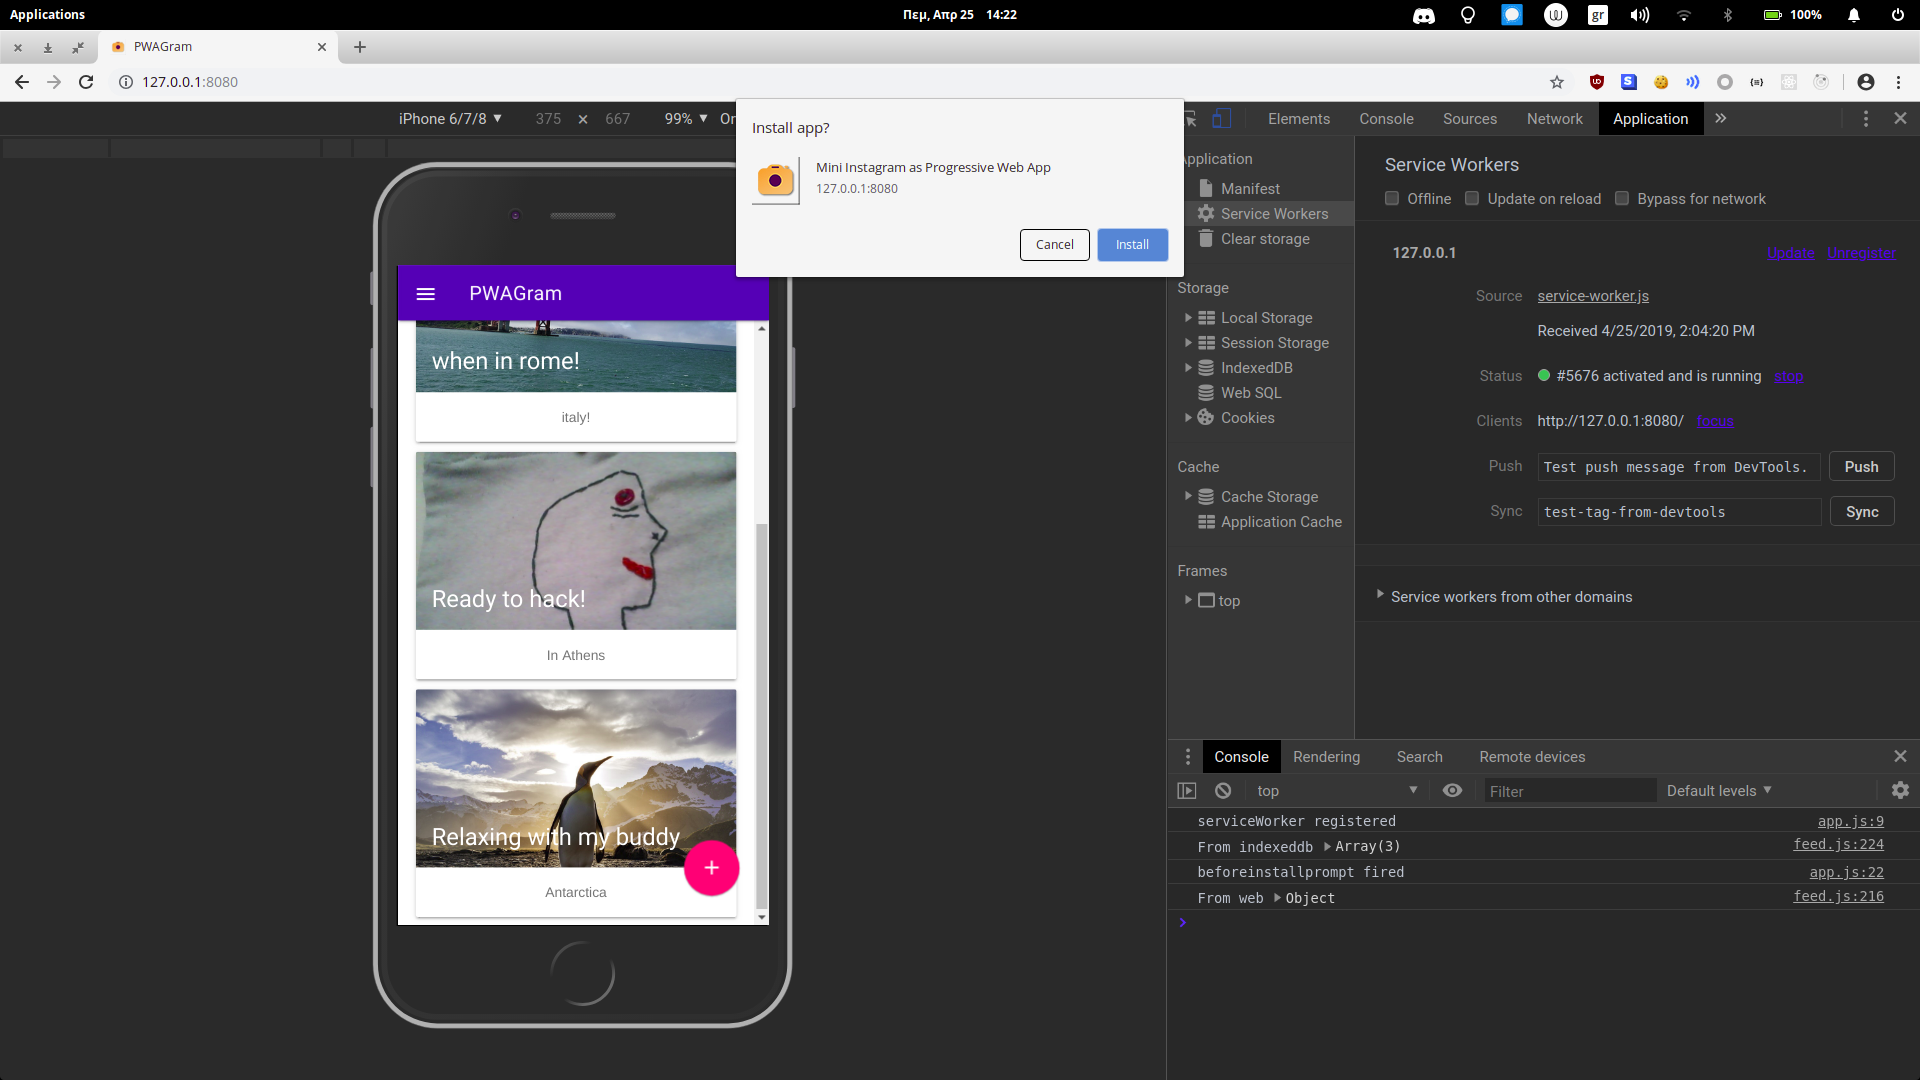 Applications
Πεμ, Απρ 25 14:22
gr
100%
PWAGram
127.0.0.1:8080
iPhone 6/7/8 375 × 667 99% On
Install app?
Mini Instagram as Progressive Web App
127.0.0.1:8080
Cancel
Install
PWAGram
when in rome!
italy!
Ready to hack!
In Athens
Relaxing with my buddy
Antarctica
Elements Console Sources Network Application
pplication
Manifest
Service Workers
Clear storage
Storage
Local Storage
Session Storage
IndexedDB
Web SQL
Cookies
Cache
Cache Storage
Application Cache
Frames
top
Service Workers
Offline Update on reload Bypass for network
127.0.0.1 Update Unregister
Source service-worker.js
Received 4/25/2019, 2:04:20 PM
Status #5676 activated and is running stop
Clients http://127.0.0.1:8080/ focus
Push Test push message from DevTools. Push
Sync test-tag-from-devtools Sync
Service workers from other domains
Console Rendering Search Remote devices
top Filter Default levels
serviceWorker registered app.js:9
From indexeddb Array(3) feed.js:224
beforeinstallprompt fired app.js:22
From web Object feed.js:216